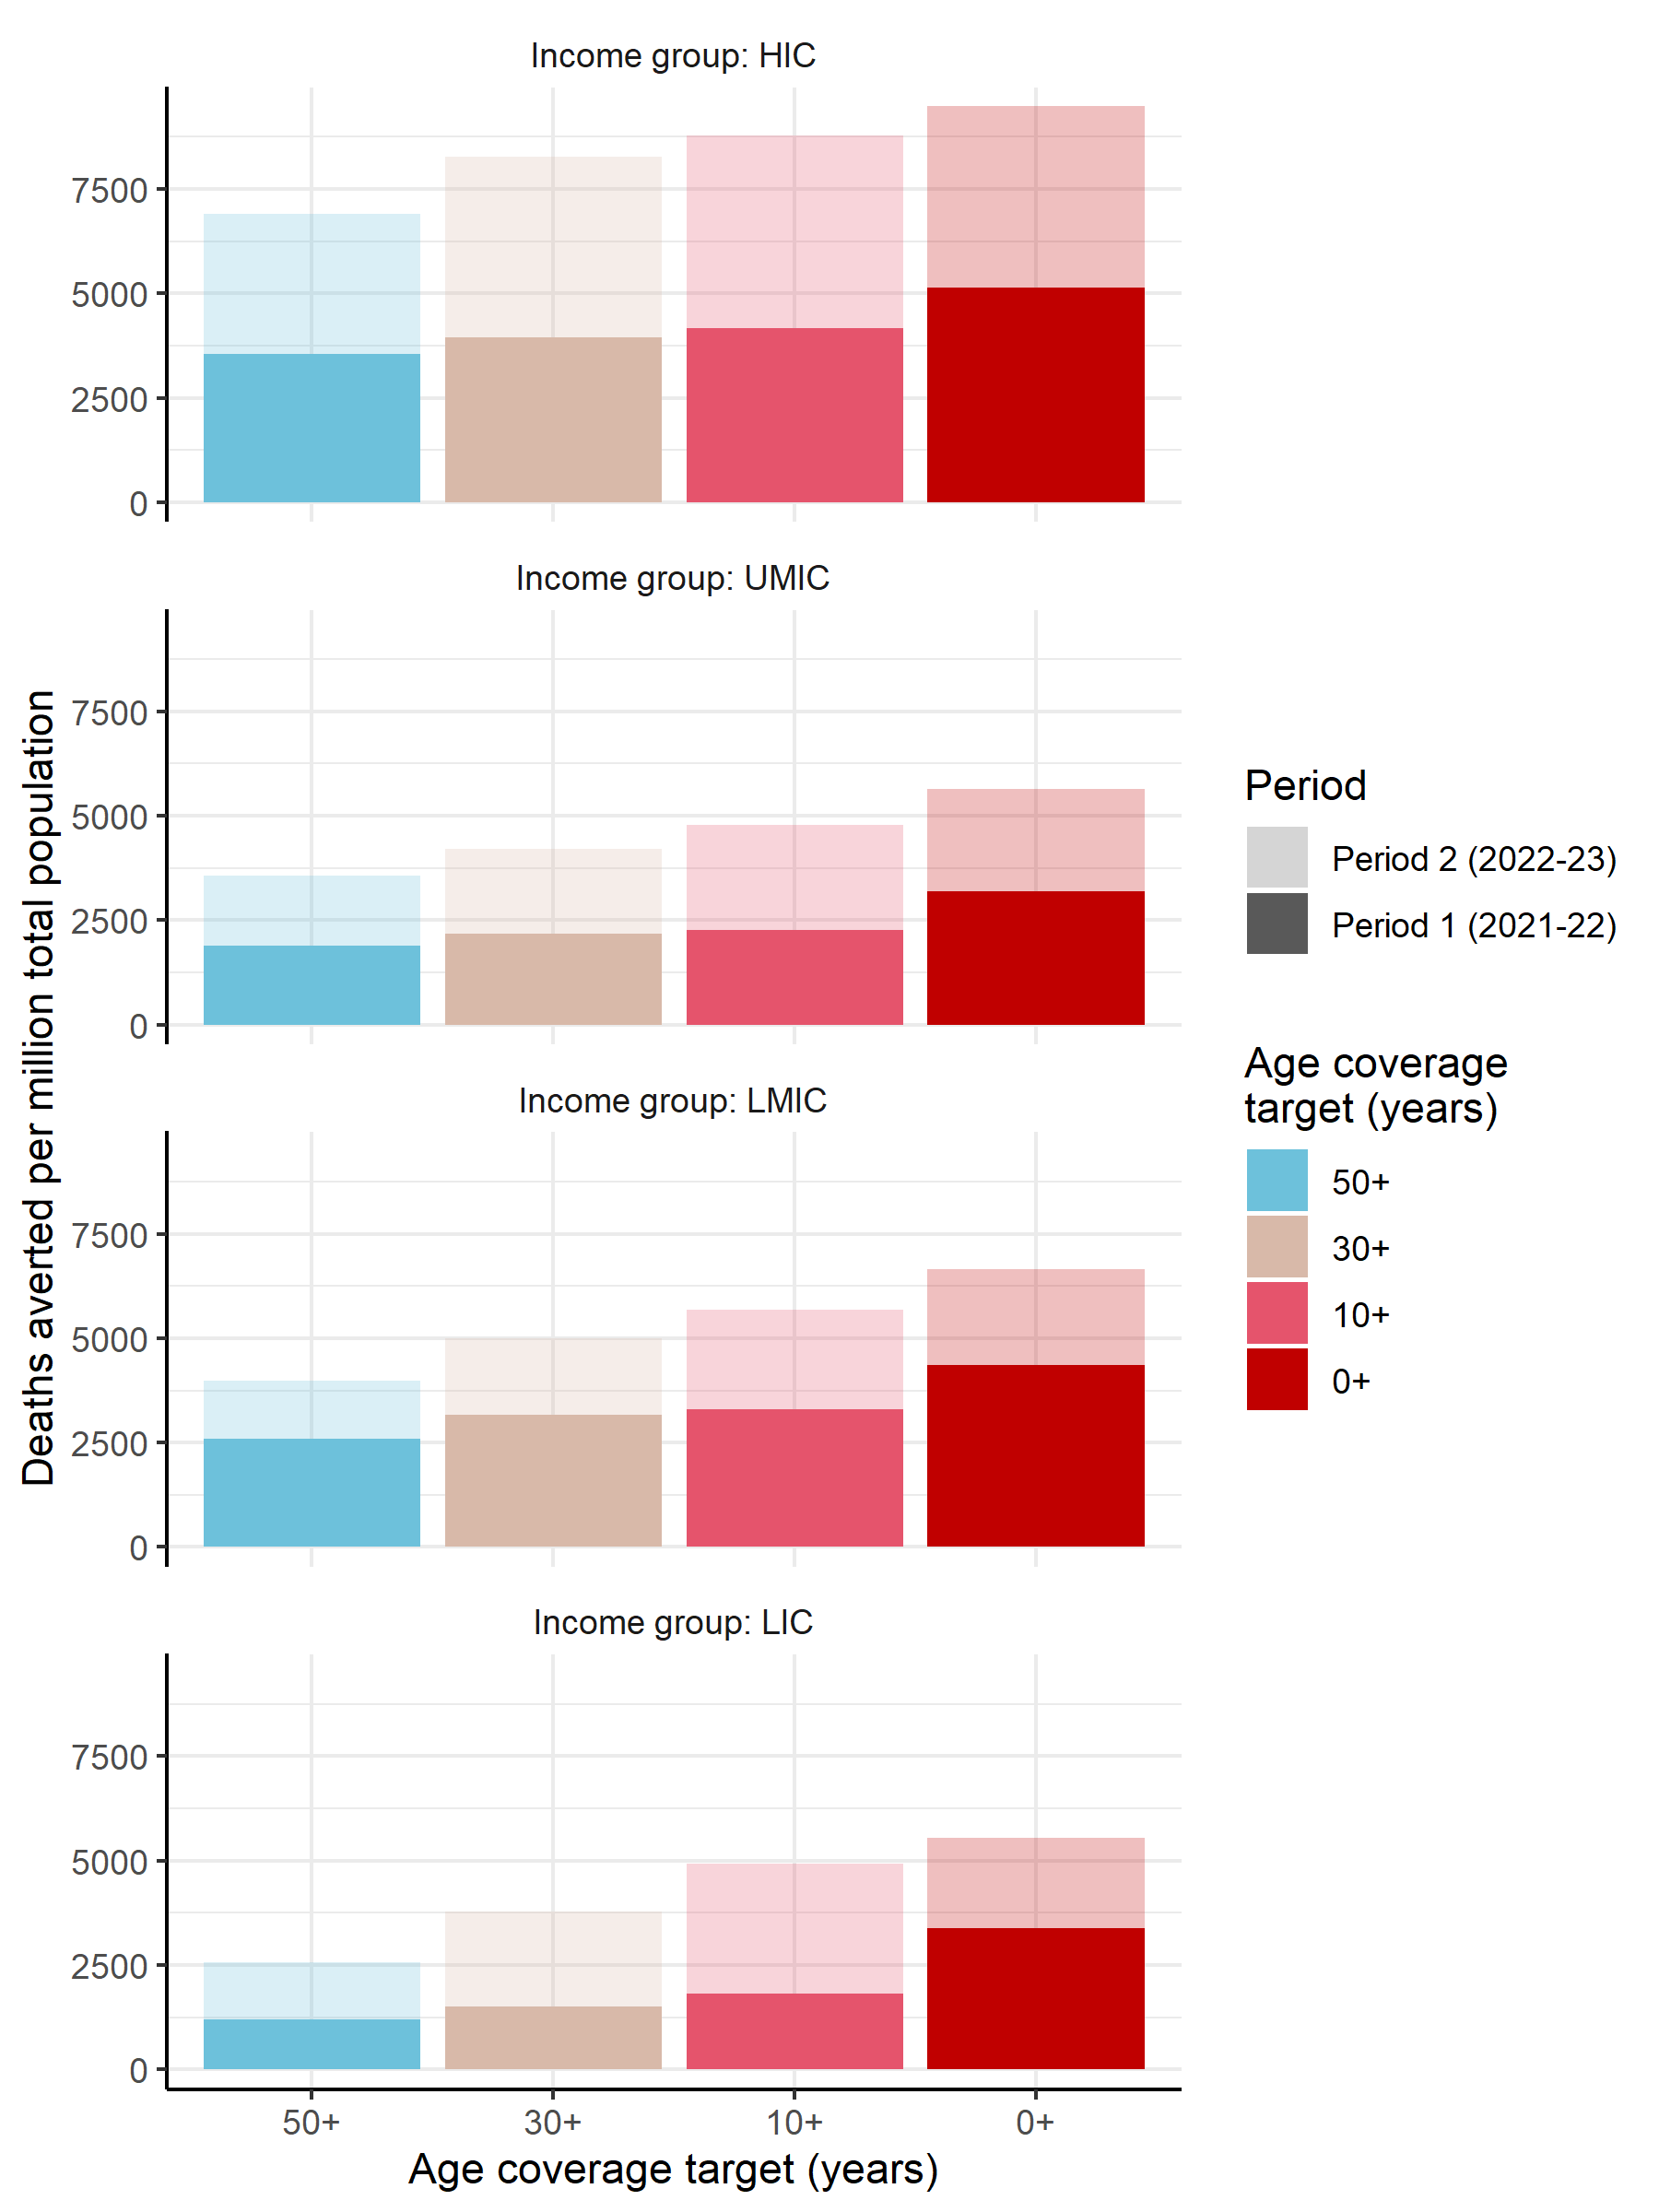 Income group: HIC
7500
5000
2500
0
Income group: UMIC
7500
5000
2500
0
Income group: LMIC
7500
5000
2500
0
Income group: LIC
7500
5000
2500
0
50+ 30+ 10+ 0+
Age coverage target (years)
Deaths averted per million total population
Period
Period 2 (2022-23)
Period 1 (2021-22)
Age coverage
target (years)
50+
30+
10+
0+